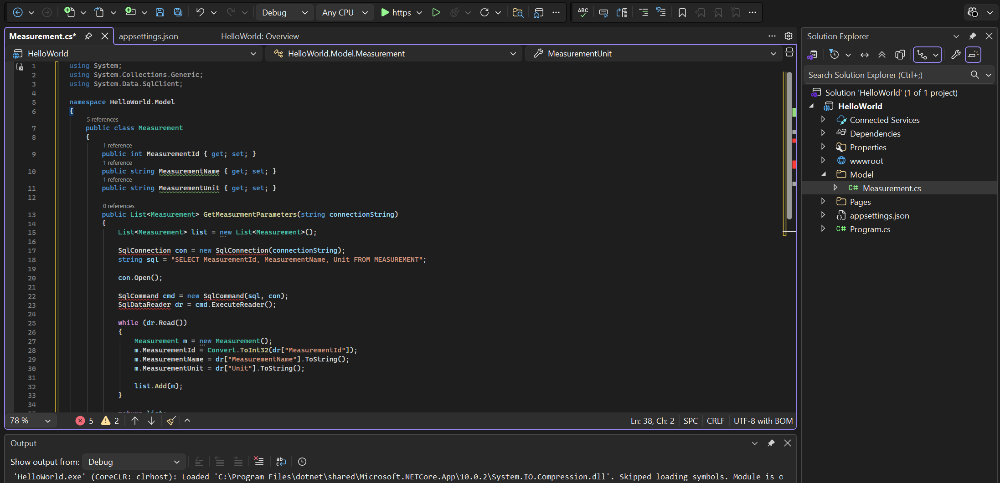 Debug
Any CPU
https
ABC
Measurement.cs*
appsettings.json
HelloWorld: Overview
HelloWorld
HelloWorld.Model.Measurement
MeasurementUnit
1 using System;
2 using System.Collections.Generic;
3 using System.Data.SqlClient;
4
5 namespace HelloWorld.Model
6 {
5 references
7 public class Measurement
8 {
1 reference
9 public int MeasurementId { get; set; }
1 reference
10 public string MeasurementName { get; set; }
1 reference
11 public string MeasurementUnit { get; set; }
12
0 references
13 public List<Measurement> GetMeasurmentParameters(string connectionString)
14 {
15 List<Measurement> list = new List<Measurement>();
16
17 SqlConnection con = new SqlConnection(connectionString);
18 string sql = "SELECT MeasurementId, MeasurementName, Unit FROM MEASUREMENT";
19
20 con.Open();
21
22 SqlCommand cmd = new SqlCommand(sql, con);
23 SqlDataReader dr = cmd.ExecuteReader();
24
25 while (dr.Read())
26 {
27 Measurement m = new Measurement();
28 m.MeasurementId = Convert.ToInt32(dr["MeasurementId"]);
29 m.MeasurementName = dr["MeasurementName"].ToString();
30 m.MeasurementUnit = dr["Unit"].ToString();
31
32 list.Add(m);
33 }
34
78 %
5
2
Ln: 38, Ch: 2
SPC
CRLF
UTF-8 with BOM
Output
Show output from:
Debug
'HelloWorld.exe' (CoreCLR: clrhost): Loaded 'C:\Program Files\dotnet\shared\Microsoft.NETCore.App\10.0.2\System.IO.Compression.dll'. Skipped loading symbols. Module is o
Solution Explorer
Search Solution Explorer (Ctrl+;)
Solution 'HelloWorld' (1 of 1 project)
HelloWorld
Connected Services
Dependencies
Properties
wwwroot
Model
C# Measurement.cs
Pages
appsettings.json
C# Program.cs